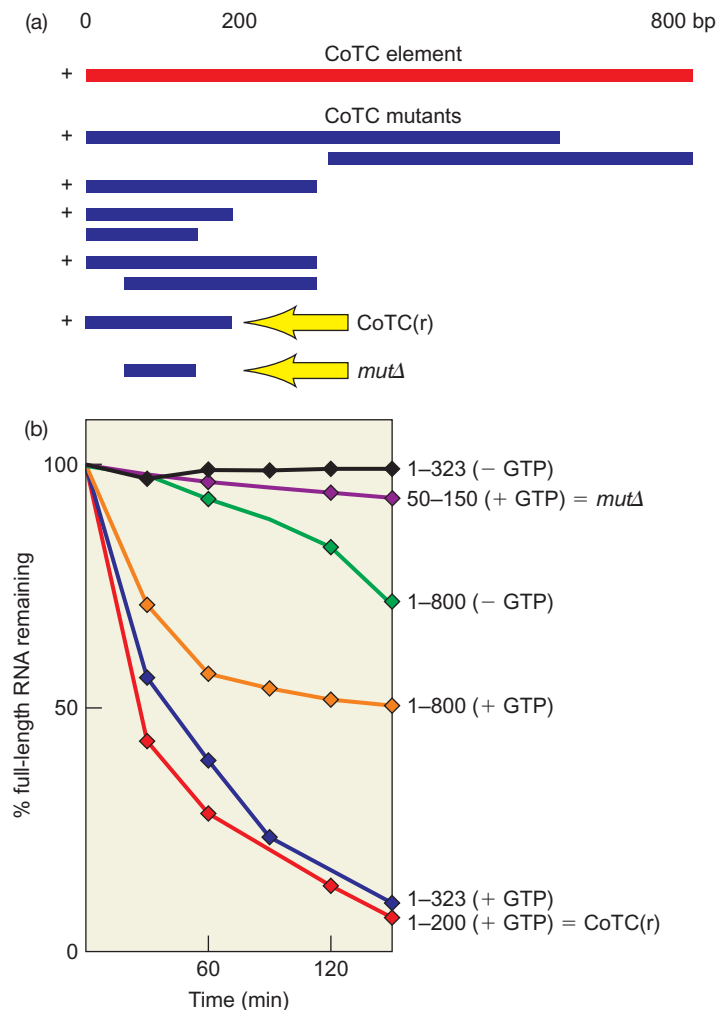 (a) 0 200 800 bp
CoTC element
+
CoTC mutants
+
+
+
+
+ CoTC(r)
mutΔ
(b)
100
1–323 (− GTP)
50–150 (+ GTP) = mutΔ
1–800 (− GTP)
50
1–800 (+ GTP)
1–323 (+ GTP)
1–200 (+ GTP) = CoTC(r)
0
% full-length RNA remaining
60 120
Time (min)